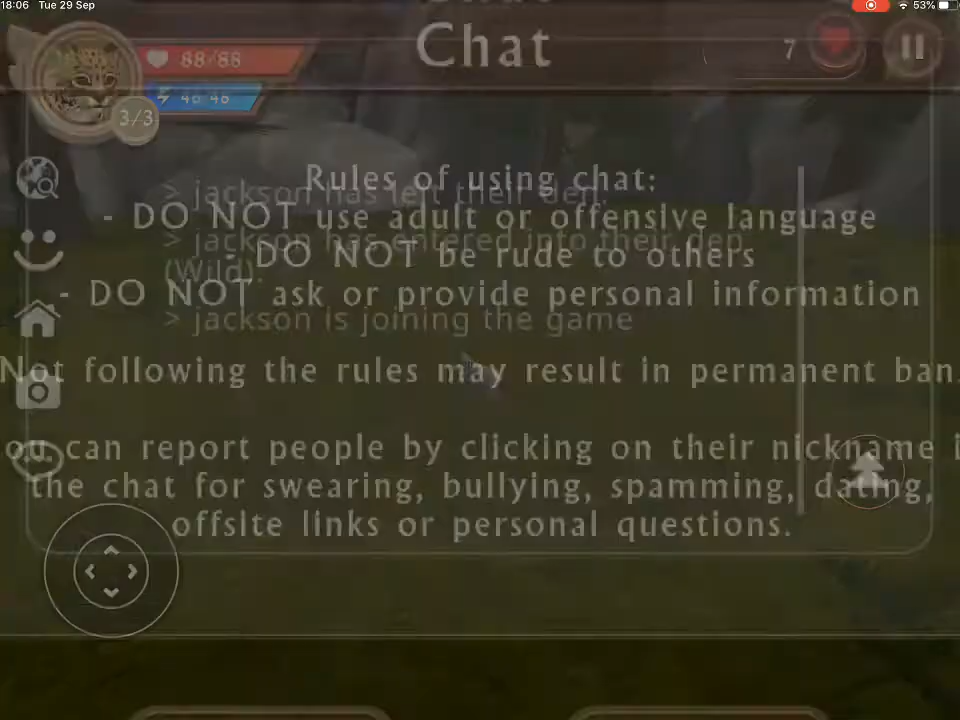 18:06 Tue 29 Sep
53%
Chat
88/88
7
3/3
> jackson has left their den.
Rules of using chat:
- DO NOT use adult or offensive language
> jackson has entered into their den
(Wild).
- DO NOT be rude to others
- DO NOT ask or provide personal information
> jackson is joining the game
Not following the rules may result in permanent ban.
ou can report people by clicking on their nickname i
the chat for swearing, bullying, spamming, dating,
offsite links or personal questions.